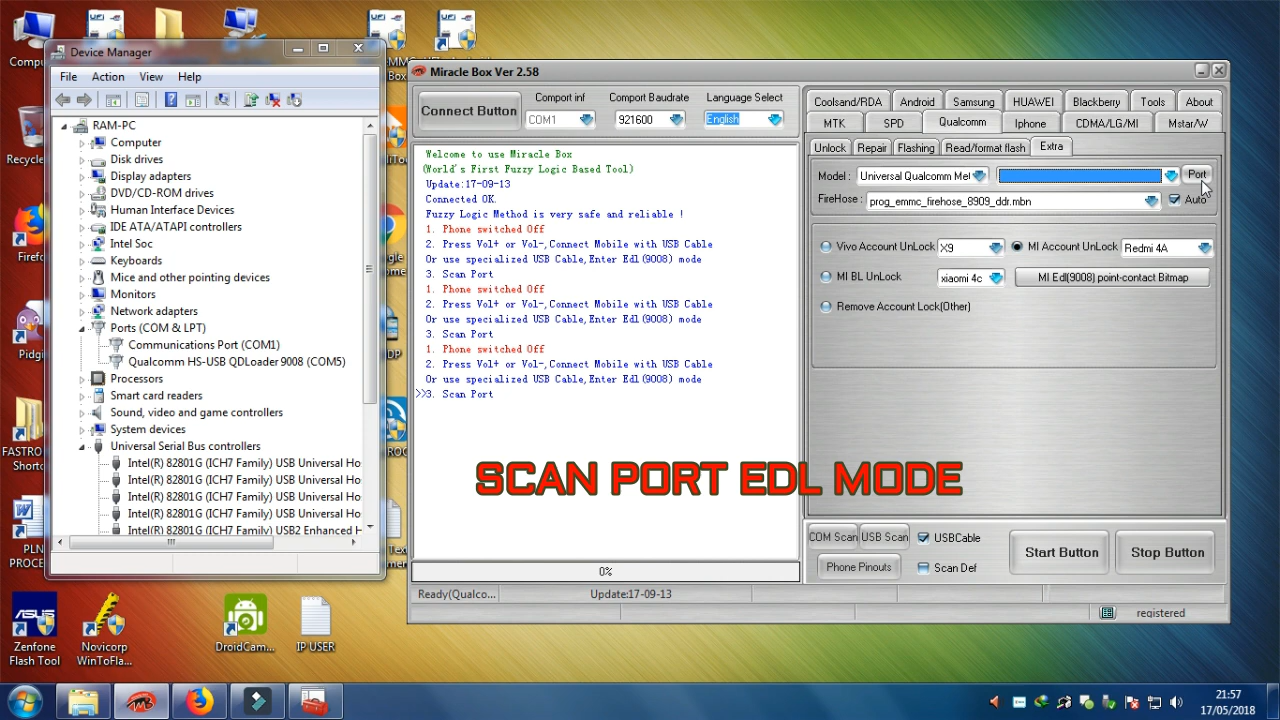 Device Manager
File Action View Help
RAM-PC
Computer
Disk drives
Display adapters
DVD/CD-ROM drives
Human Interface Devices
IDE ATA/ATAPI controllers
Intel Soc
Keyboards
Mice and other pointing devices
Monitors
Network adapters
Ports (COM & LPT)
Communications Port (COM1)
Qualcomm HS-USB QDLoader 9008 (COM5)
Processors
Smart card readers
Sound, video and game controllers
System devices
Universal Serial Bus controllers
Intel(R) 82801G (ICH7 Family) USB Universal Ho
Intel(R) 82801G (ICH7 Family) USB Universal Ho
Intel(R) 82801G (ICH7 Family) USB Universal Ho
Intel(R) 82801G (ICH7 Family) USB Universal Ho
Intel(R) 82801G (ICH7 Family) USB2 Enhanced H
Miracle Box Ver 2.58
Connect Button
Comport inf Comport Baudrate Language Select
COM1 921600 English
Welcome to use Miracle Box
(World's First Fuzzy Logic Based Tool)
Update:17-09-13
Connected OK.
Fuzzy Logic Method is very safe and reliable !
1. Phone switched Off
2. Press Vol+ or Vol-,Connect Mobile with USB Cable
Or use specialized USB Cable,Enter Edl(9008) mode
3. Scan Port
1. Phone switched Off
2. Press Vol+ or Vol-,Connect Mobile with USB Cable
Or use specialized USB Cable,Enter Edl(9008) mode
3. Scan Port
1. Phone switched Off
2. Press Vol+ or Vol-,Connect Mobile with USB Cable
Or use specialized USB Cable,Enter Edl(9008) mode
>>3. Scan Port
0%
Ready(Qualco... Update:17-09-13
Coolsand/RDA Android Samsung HUAWEI Blackberry Tools About
MTK SPD Qualcomm Iphone CDMA/LG/MI Mstar/W
Unlock Repair Flashing Read/format flash Extra
Model : Universal Qualcomm Met Port
FireHose : prog_emmc_firehose_8909_ddr.mbn Auto
Vivo Account UnLock X9 MI Account UnLock Redmi 4A
MI BL UnLock xiaomi 4c MI Edl(9008) point-contact Bitmap
Remove Account Lock(Other)
SCAN PORT EDL MODE
COM Scan USB Scan USBCable Start Button Stop Button
Phone Pinouts Scan Def
registered
Compu
Recyc
Firef
Pidgi
FASTRO
Shortc
PLN
PROCE
Zenfone
Flash Tool
Novicorp
WinToFla...
DroidCam...
IP USER
21:57
17/05/2018